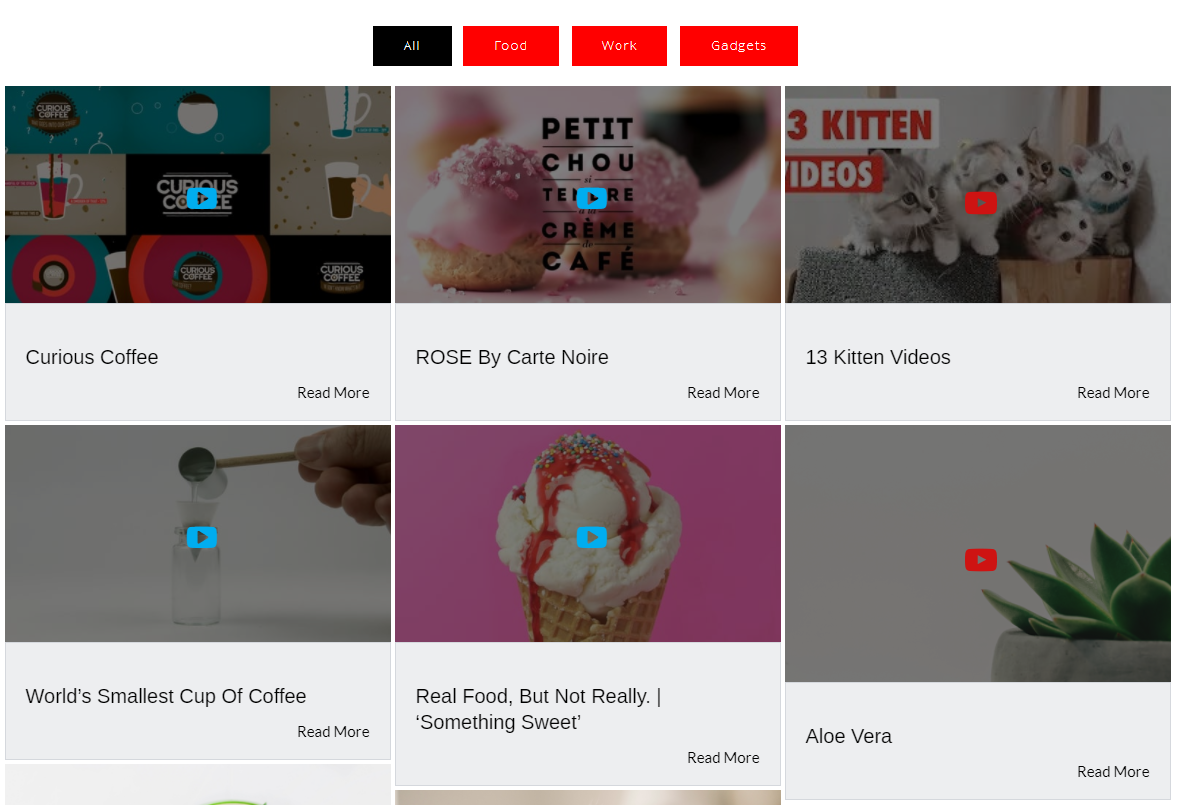 All
Food
Work
Gadgets
CURIOUS
COFFEE
CURIOUS
COFFEE
CURIOUS
COFFEE
CURIOUS
COFFEE
PETIT
CHOU
si
TENDRE
à la
CRÈME
de
CAFÉ
3 KITTEN
VIDEOS
Curious Coffee
Read More
ROSE By Carte Noire
Read More
13 Kitten Videos
Read More
World’s Smallest Cup Of Coffee
Read More
Real Food, But Not Really. |
‘Something Sweet’
Read More
Aloe Vera
Read More